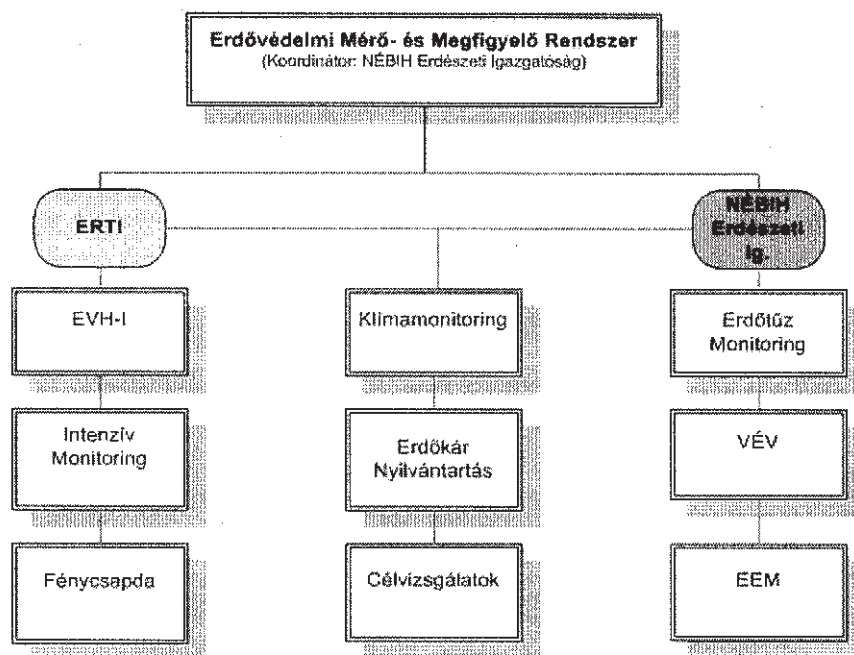 Erdővédelmi Mérő- és Megfigyelő Rendszer
(Koordinátor: NÉBIH Erdészeti Igazgatóság)
ERTI
NÉBIH
Erdészeti
Ig.
EVH-I
Klímamonitoring
Erdőtűz
Monitoring
Intenzív
Monitoring
Erdőkár
Nyilvántartás
VÉV
Fénycsapda
Célvizsgálatok
EEM